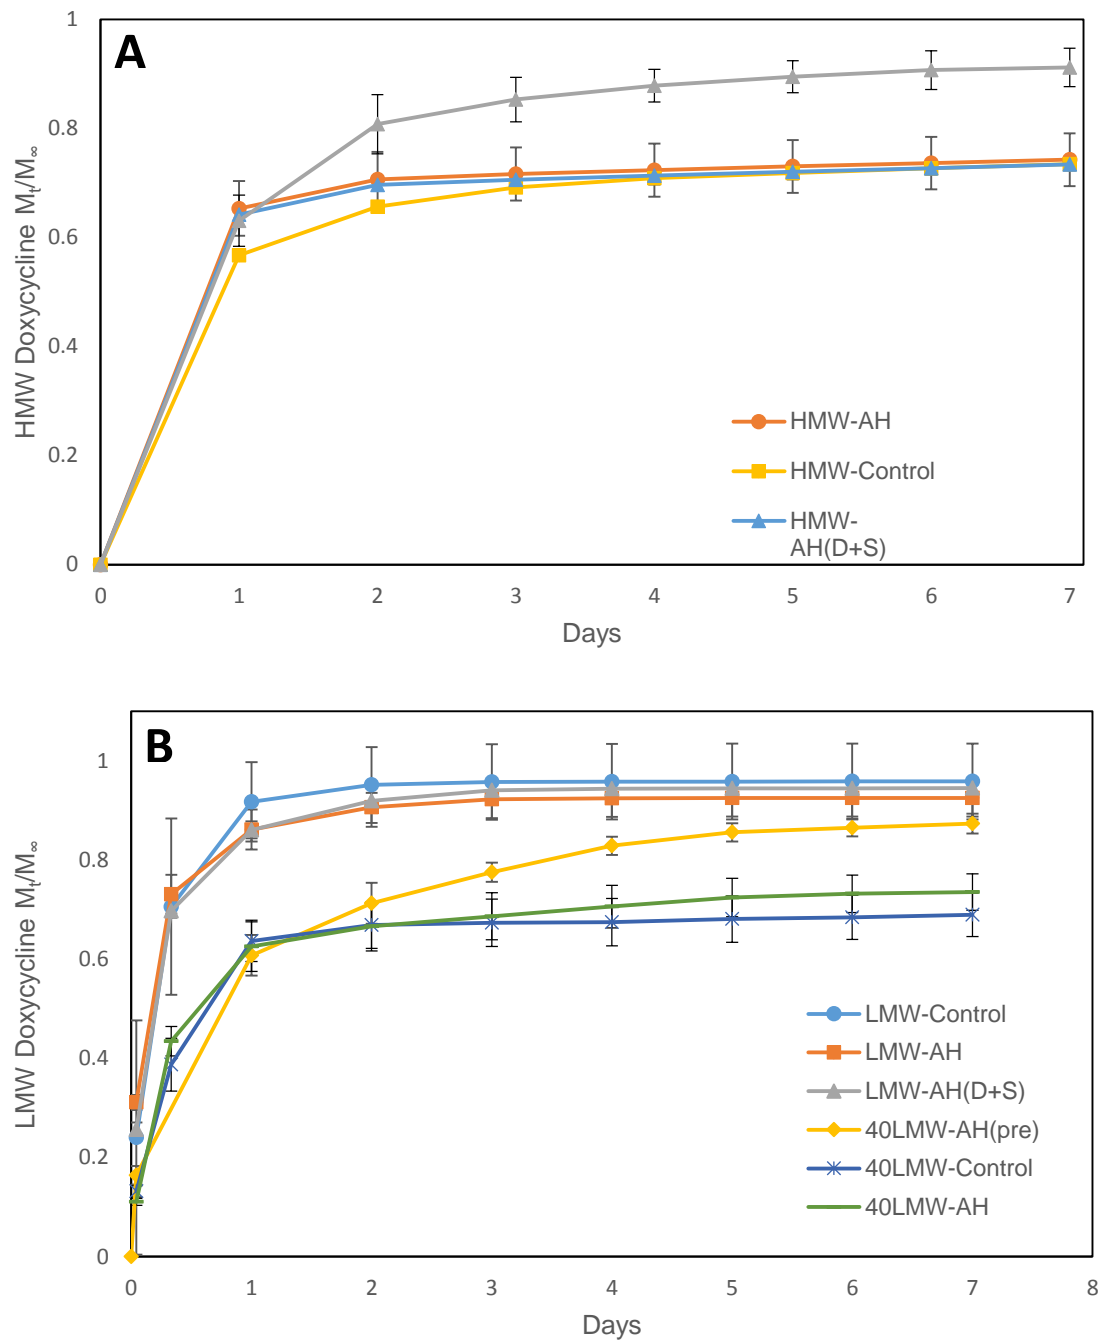 A
1
0.8
0.6
0.4
0.2
0
HMW Doxycycline Mt/M∞
HMW-AH
HMW-Control
HMW-
AH(D+S)
0 1 2 3 4 5 6 7
Days
B
1
0.8
0.6
0.4
0.2
0
LMW Doxycycline Mt/M∞
LMW-Control
LMW-AH
LMW-AH(D+S)
40LMW-AH(pre)
40LMW-Control
40LMW-AH
0 1 2 3 4 5 6 7 8
Days